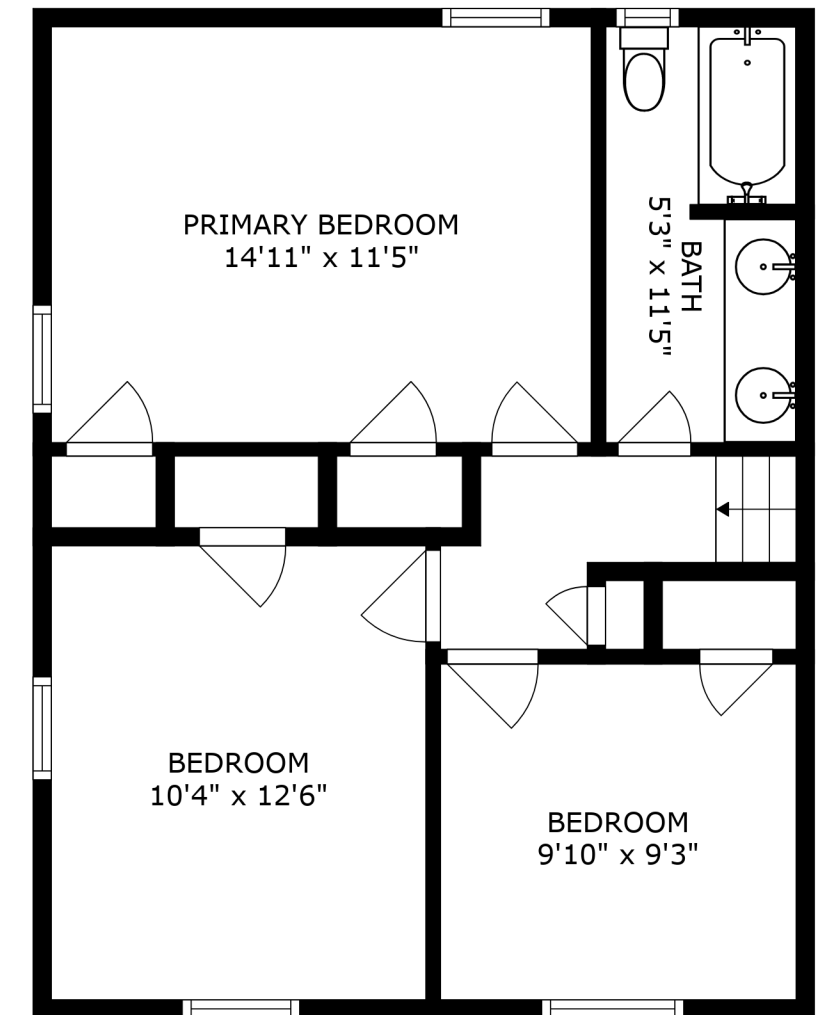 PRIMARY BEDROOM
14'11" x 11'5"
BATH
5'3" x 11'5"
BEDROOM
10'4" x 12'6"
BEDROOM
9'10" x 9'3"